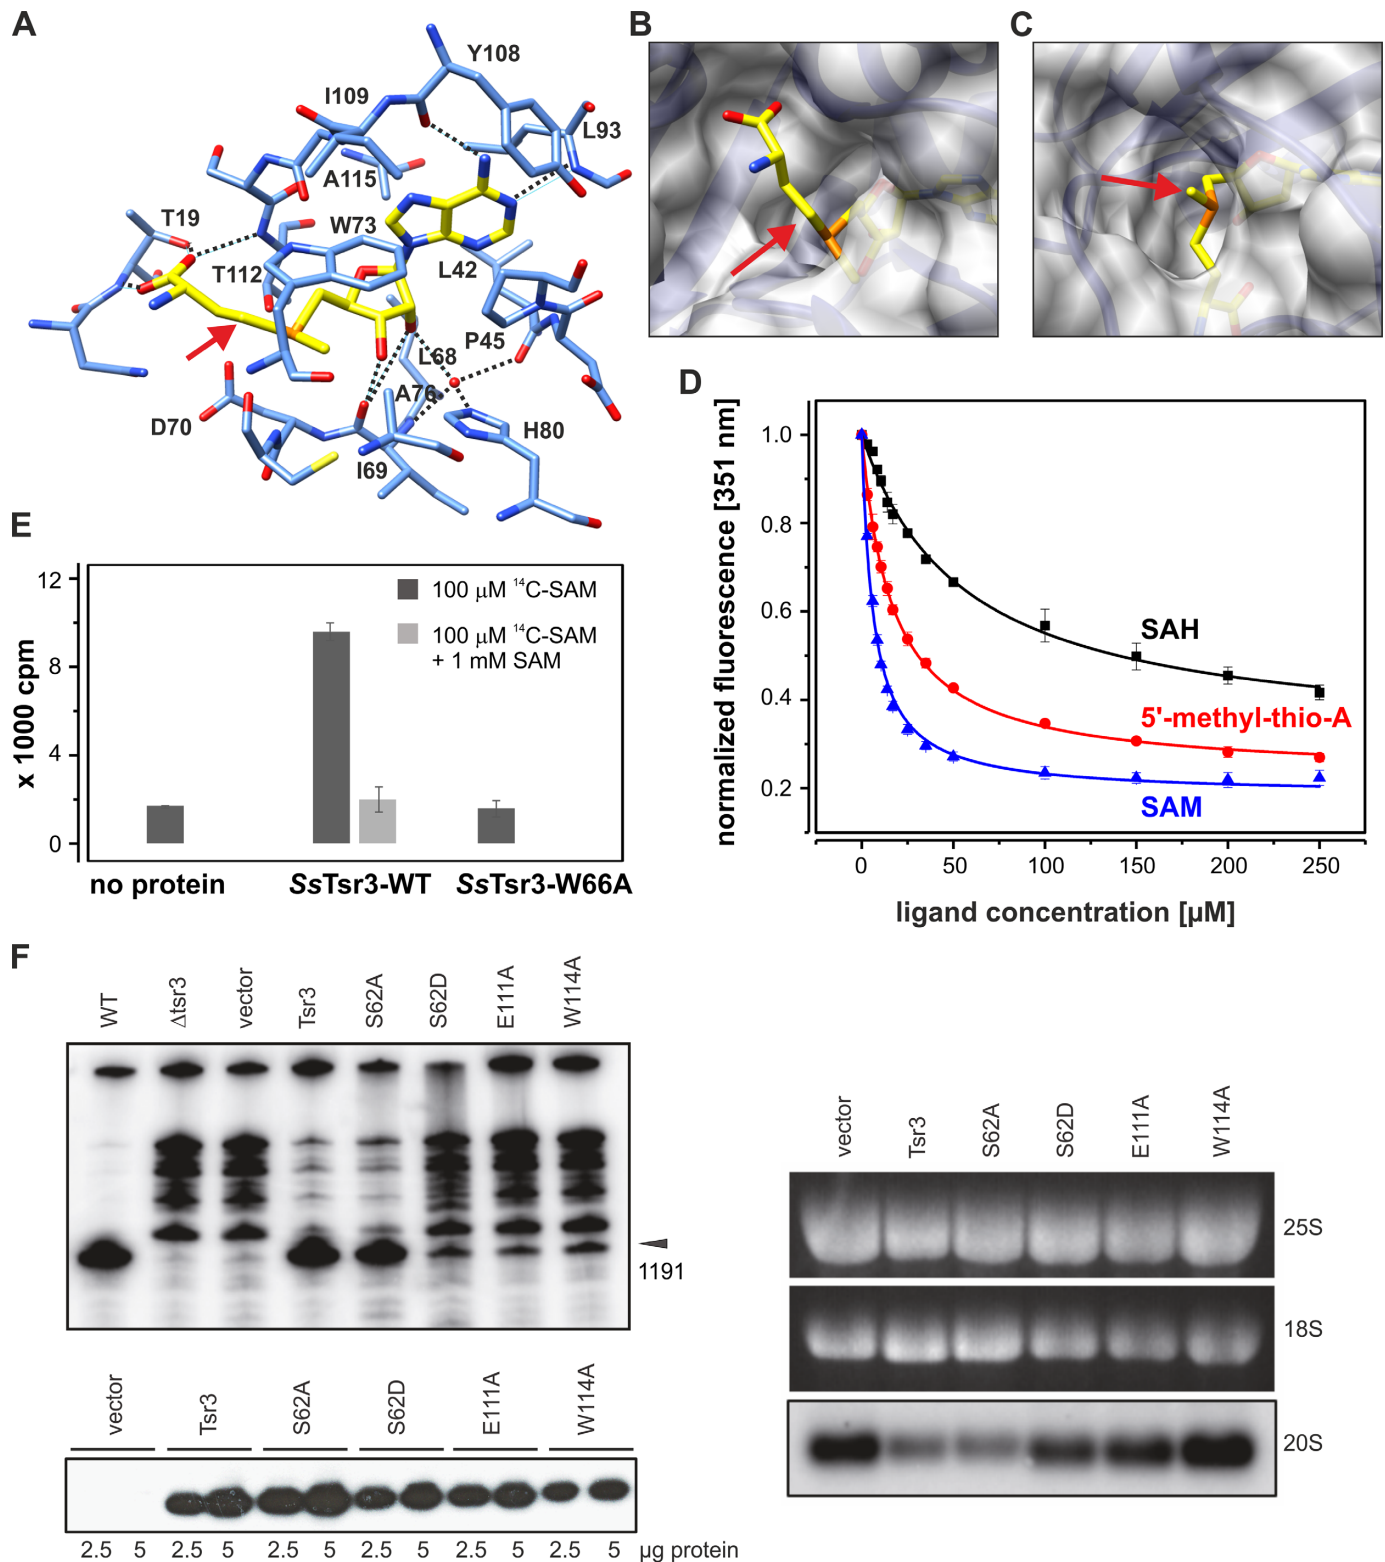 A
Y108
I109
L93
A115
T19
W73
T112
L42
P45
L68
A76
D70
H80
I69
B
C
D
normalized fluorescence [351 nm]
1.0
0.8
0.6
0.4
0.2
SAH
5'-methyl-thio-A
SAM
0 50 100 150 200 250
ligand concentration [µM]
E
x 1000 cpm
12
8
4
0
100 µM ¹⁴C-SAM
100 µM ¹⁴C-SAM
+ 1 mM SAM
no protein SsTsr3-WT SsTsr3-W66A
F
WT Δtsr3 vector Tsr3 S62A S62D E111A W114A
1191
vector Tsr3 S62A S62D E111A W114A
2.5 5 2.5 5 2.5 5 2.5 5 2.5 5 2.5 5 µg protein
vector Tsr3 S62A S62D E111A W114A
25S
18S
20S